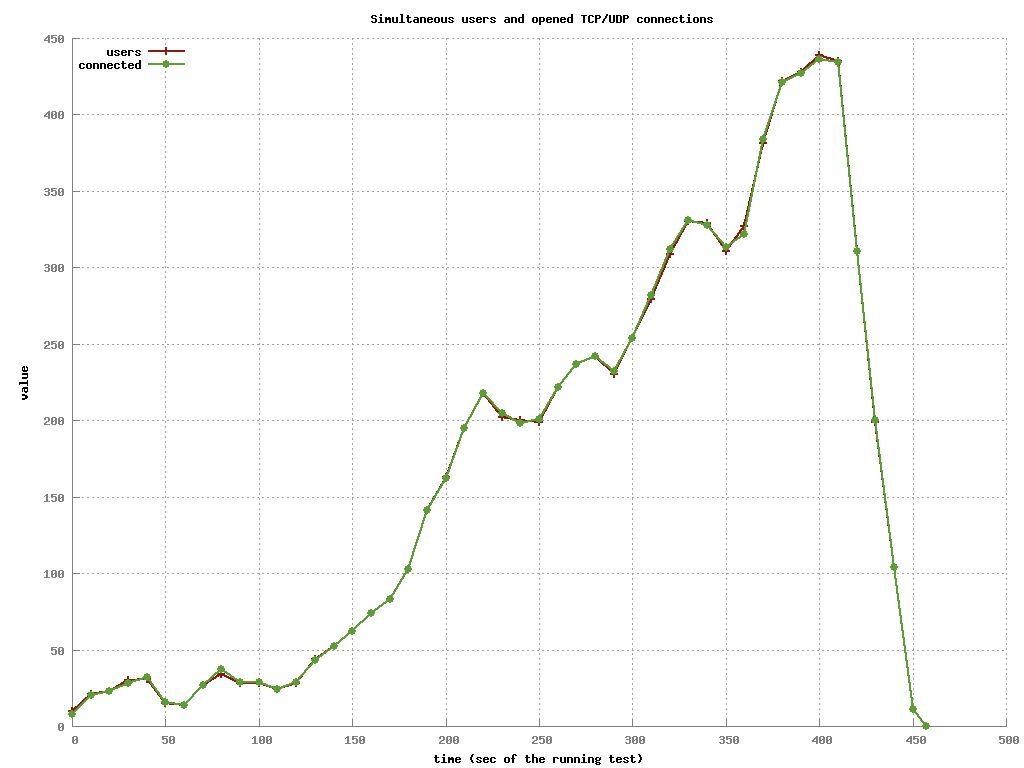 Simultaneous users and opened TCP/UDP connections
450
users
connected
400
350
300
250
value
200
150
100
50
0
0 50 100 150 200 250 300 350 400 450 500
time (sec of the running test)